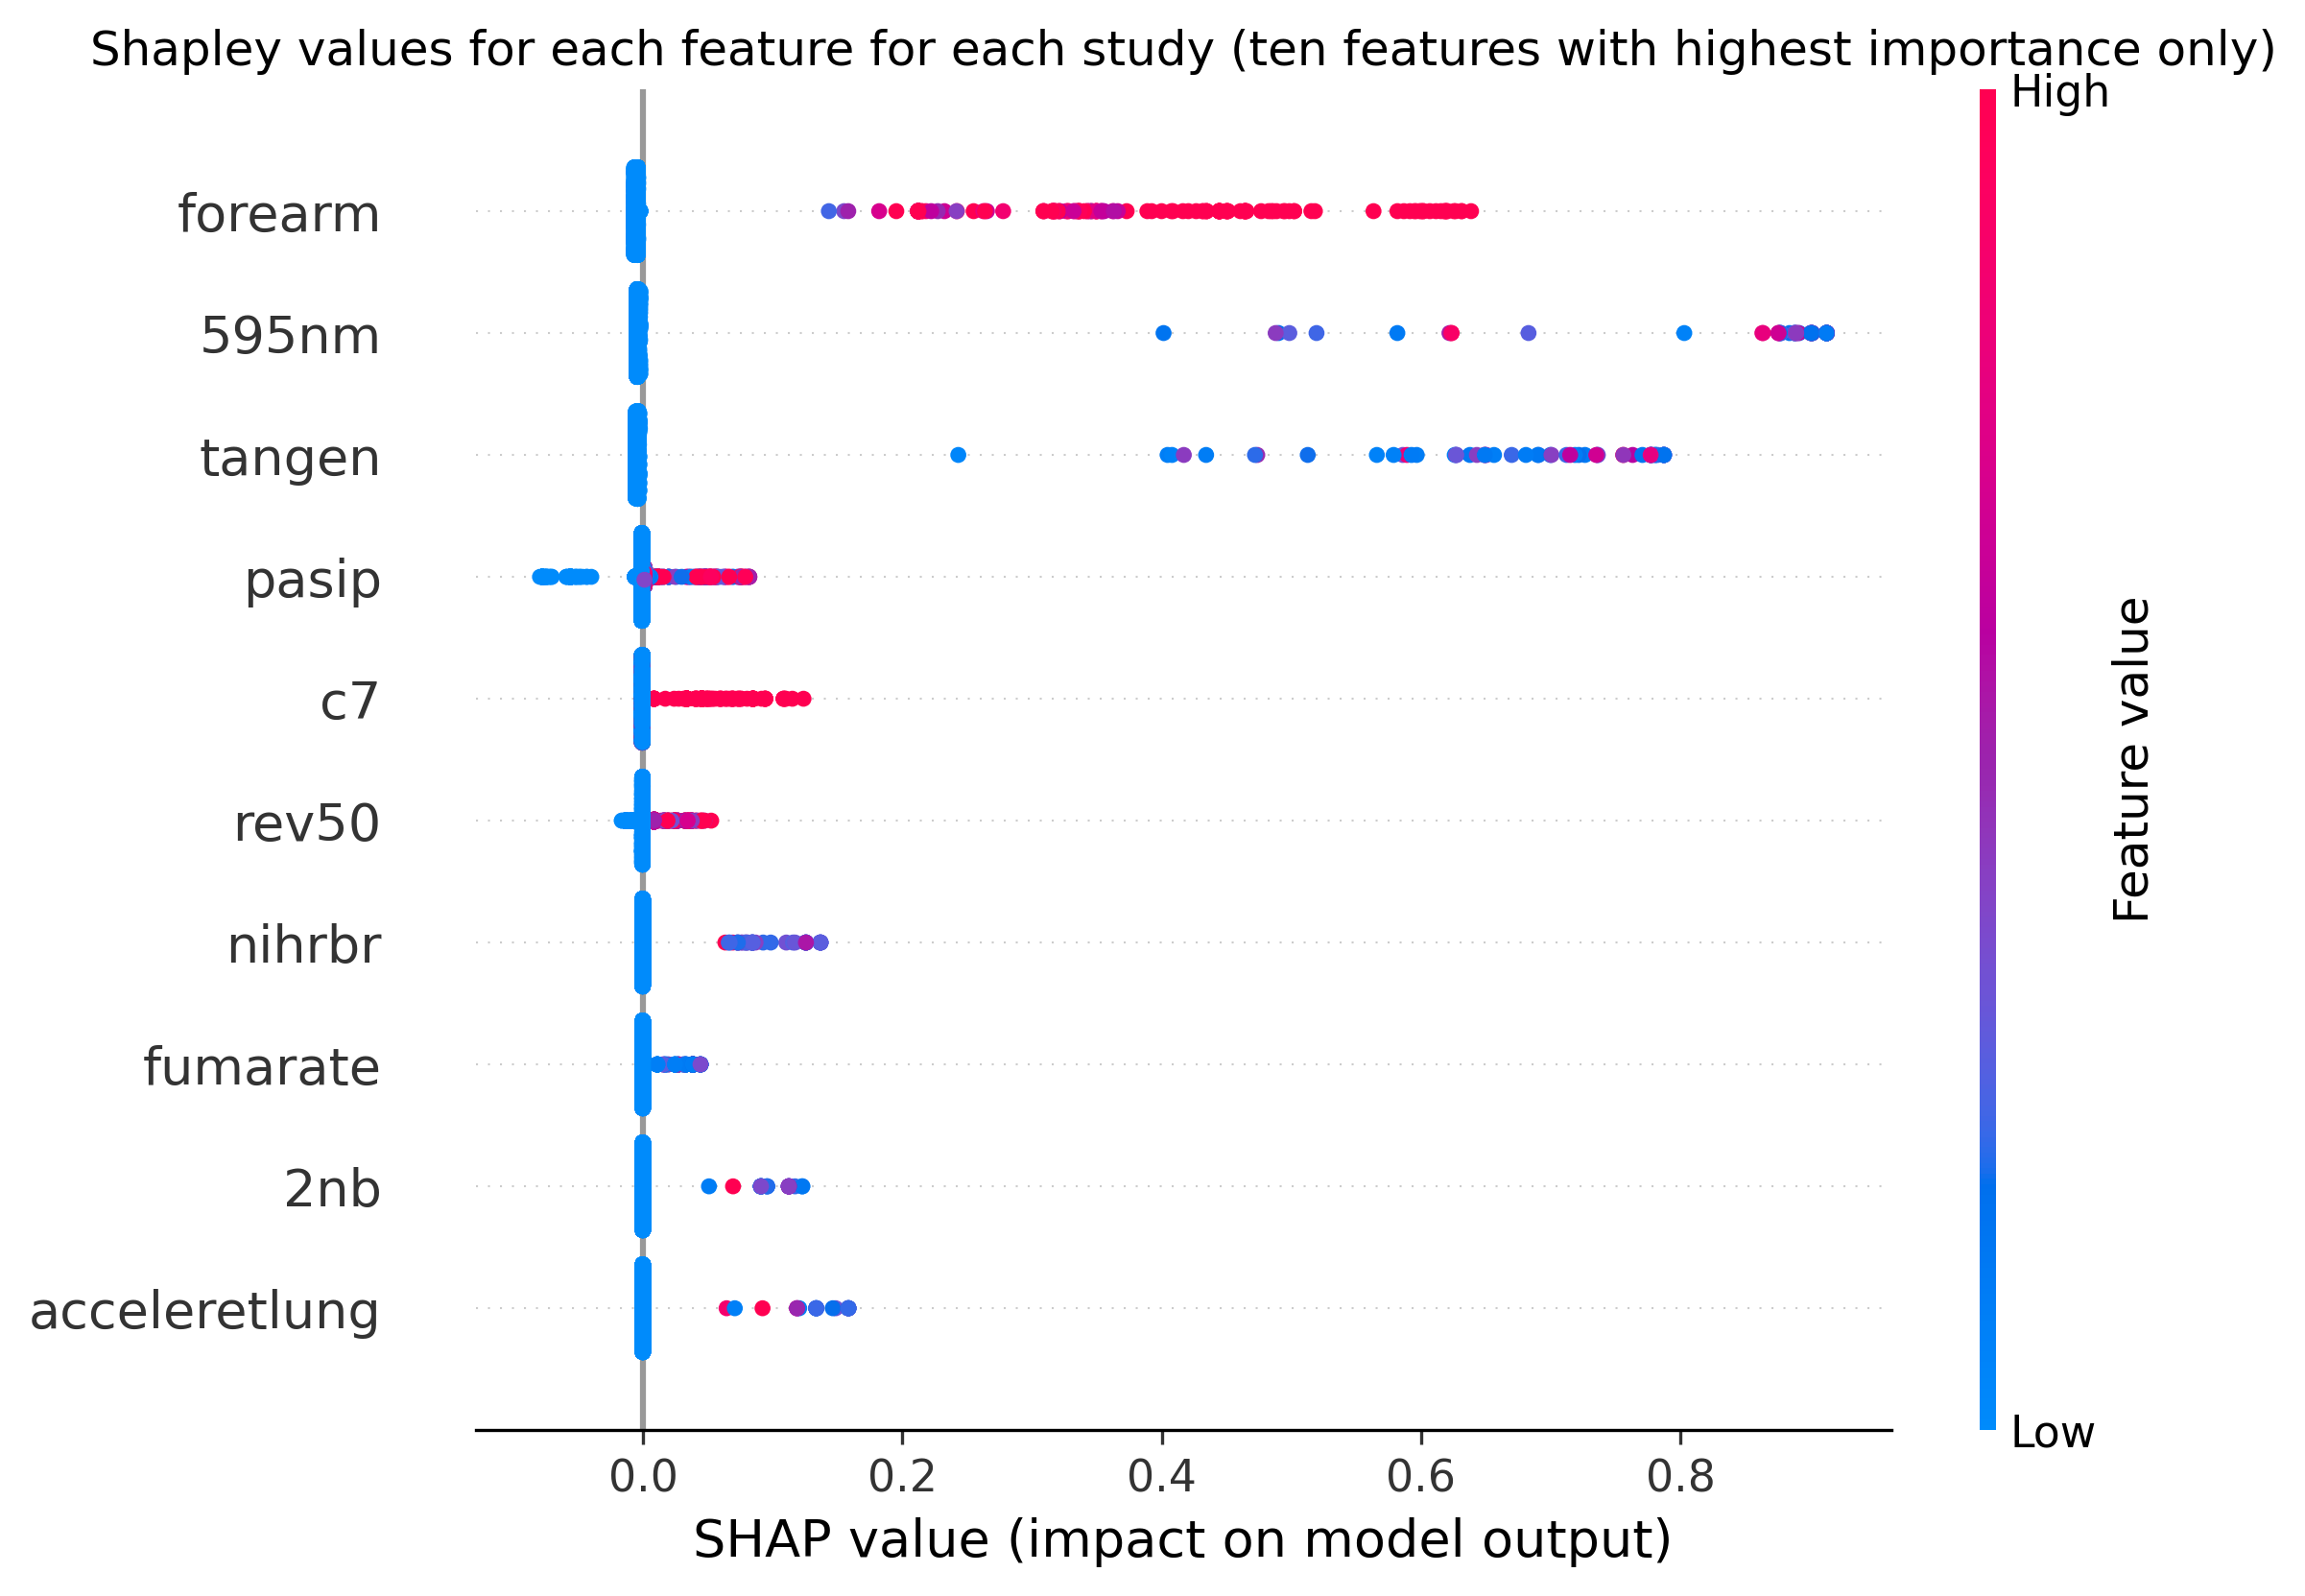 Shapley values for each feature for each study (ten features with highest importance only)
High
forearm
595nm
tangen
pasip
c7
rev50
nihrbr
fumarate
2nb
acceleretlung
Feature value
Low
0.0 0.2 0.4 0.6 0.8
SHAP value (impact on model output)